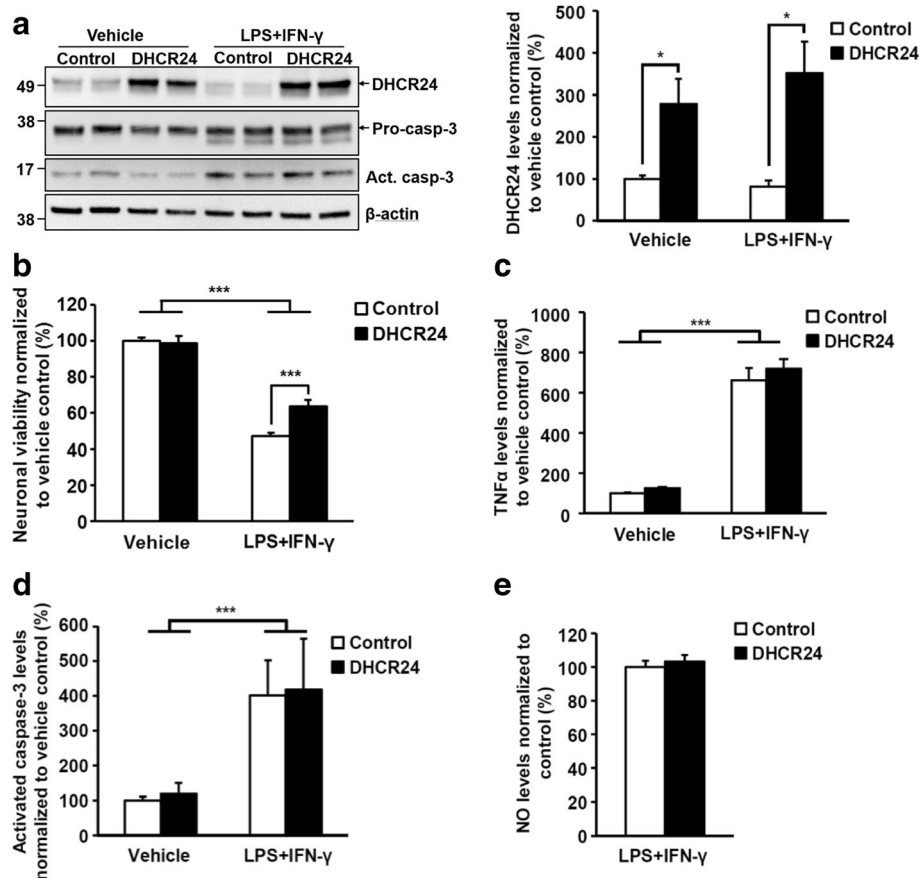 a
Vehicle LPS+IFN-γ
Control DHCR24 Control DHCR24
49 DHCR24
38 Pro-casp-3
17 Act. casp-3
38 β-actin
DHCR24 levels normalized
to vehicle control (%)
500
400
300
200
100
0
* *
Vehicle LPS+IFN-γ
Control
DHCR24
b
Neuronal viability normalized
to vehicle control (%)
120
100
80
60
40
20
0
***
***
Vehicle LPS+IFN-γ
Control
DHCR24
c
TNFα levels normalized
to vehicle control (%)
1000
800
600
400
200
0
***
Vehicle LPS+IFN-γ
Control
DHCR24
d
Activated caspase-3 levels
normalized to vehicle control (%)
600
500
400
300
200
100
0
***
Vehicle LPS+IFN-γ
Control
DHCR24
e
NO levels normalized to
control (%)
120
100
80
60
40
20
0
LPS+IFN-γ
Control
DHCR24